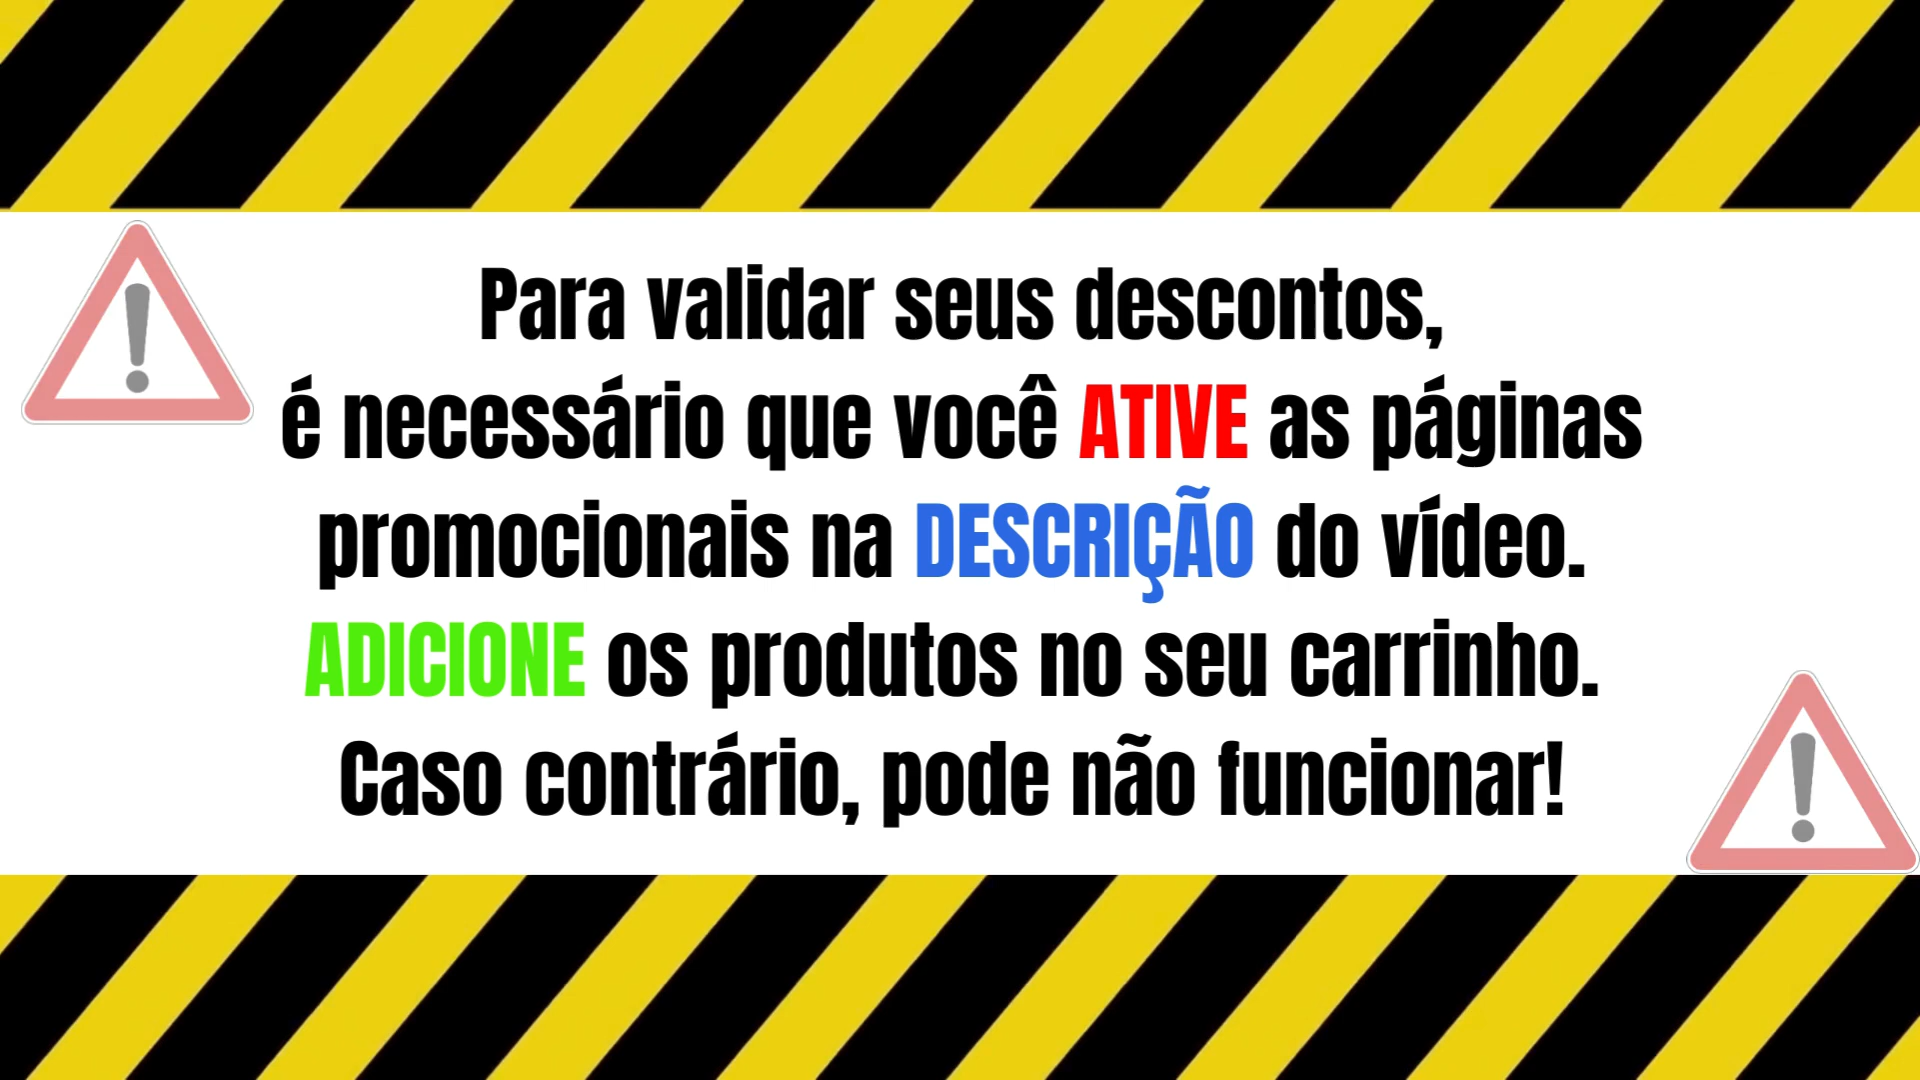 Para validar seus descontos,
é necessário que você ATIVE as páginas
promocionais na DESCRIÇÃO do vídeo.
ADICIONE os produtos no seu carrinho.
Caso contrário, pode não funcionar!